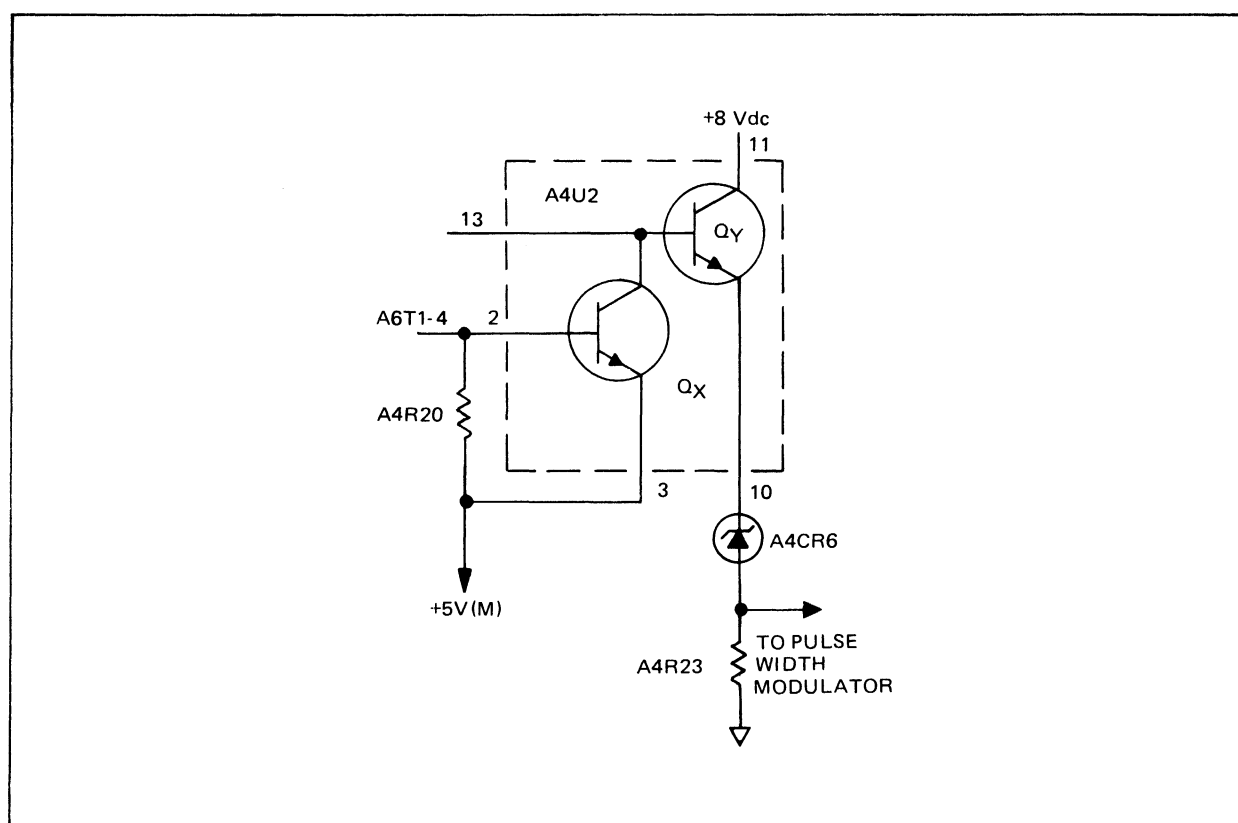 +8 Vdc
11
A4U2
13
QY
A6T1-4
2
QX
A4R20
3
10
A4CR6
+5V(M)
TO PULSE
A4R23
WIDTH
MODULATOR